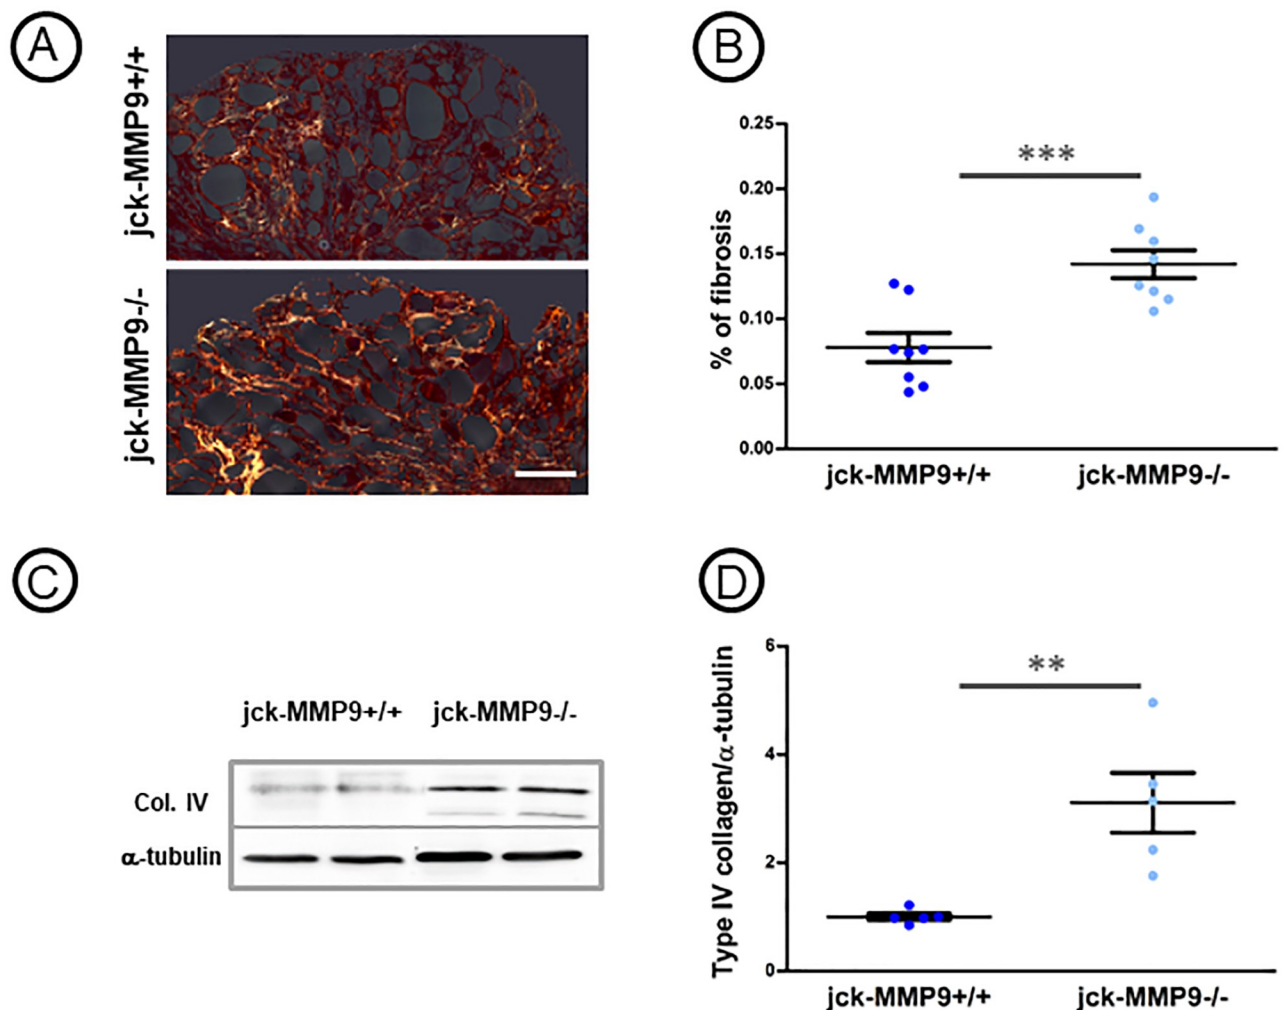 A
jck-MMP9+/+
jck-MMP9-/-
B
% of fibrosis
0.25
0.20
0.15
0.10
0.05
0.00
***
jck-MMP9+/+ jck-MMP9-/-
C
jck-MMP9+/+ jck-MMP9-/-
Col. IV
α-tubulin
D
Type IV collagen/α-tubulin
6
4
2
0
**
jck-MMP9+/+ jck-MMP9-/-